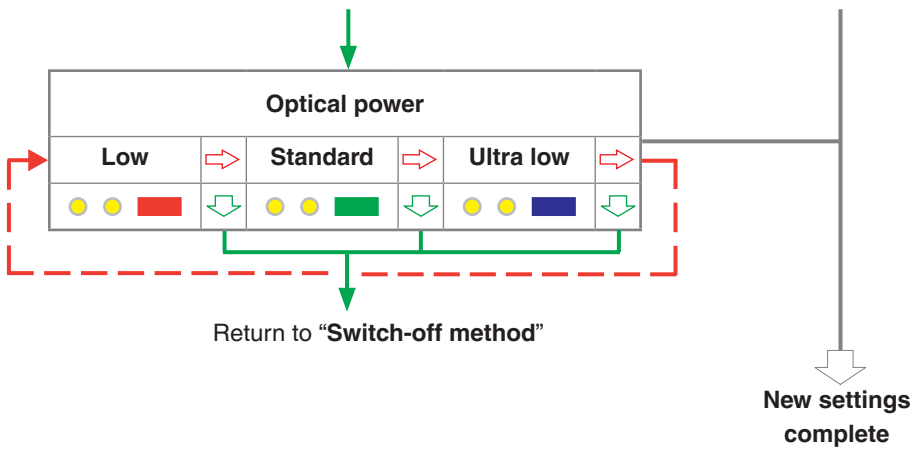 Optical power
Low Standard Ultra low
Return to “Switch-off method”
New settings
complete